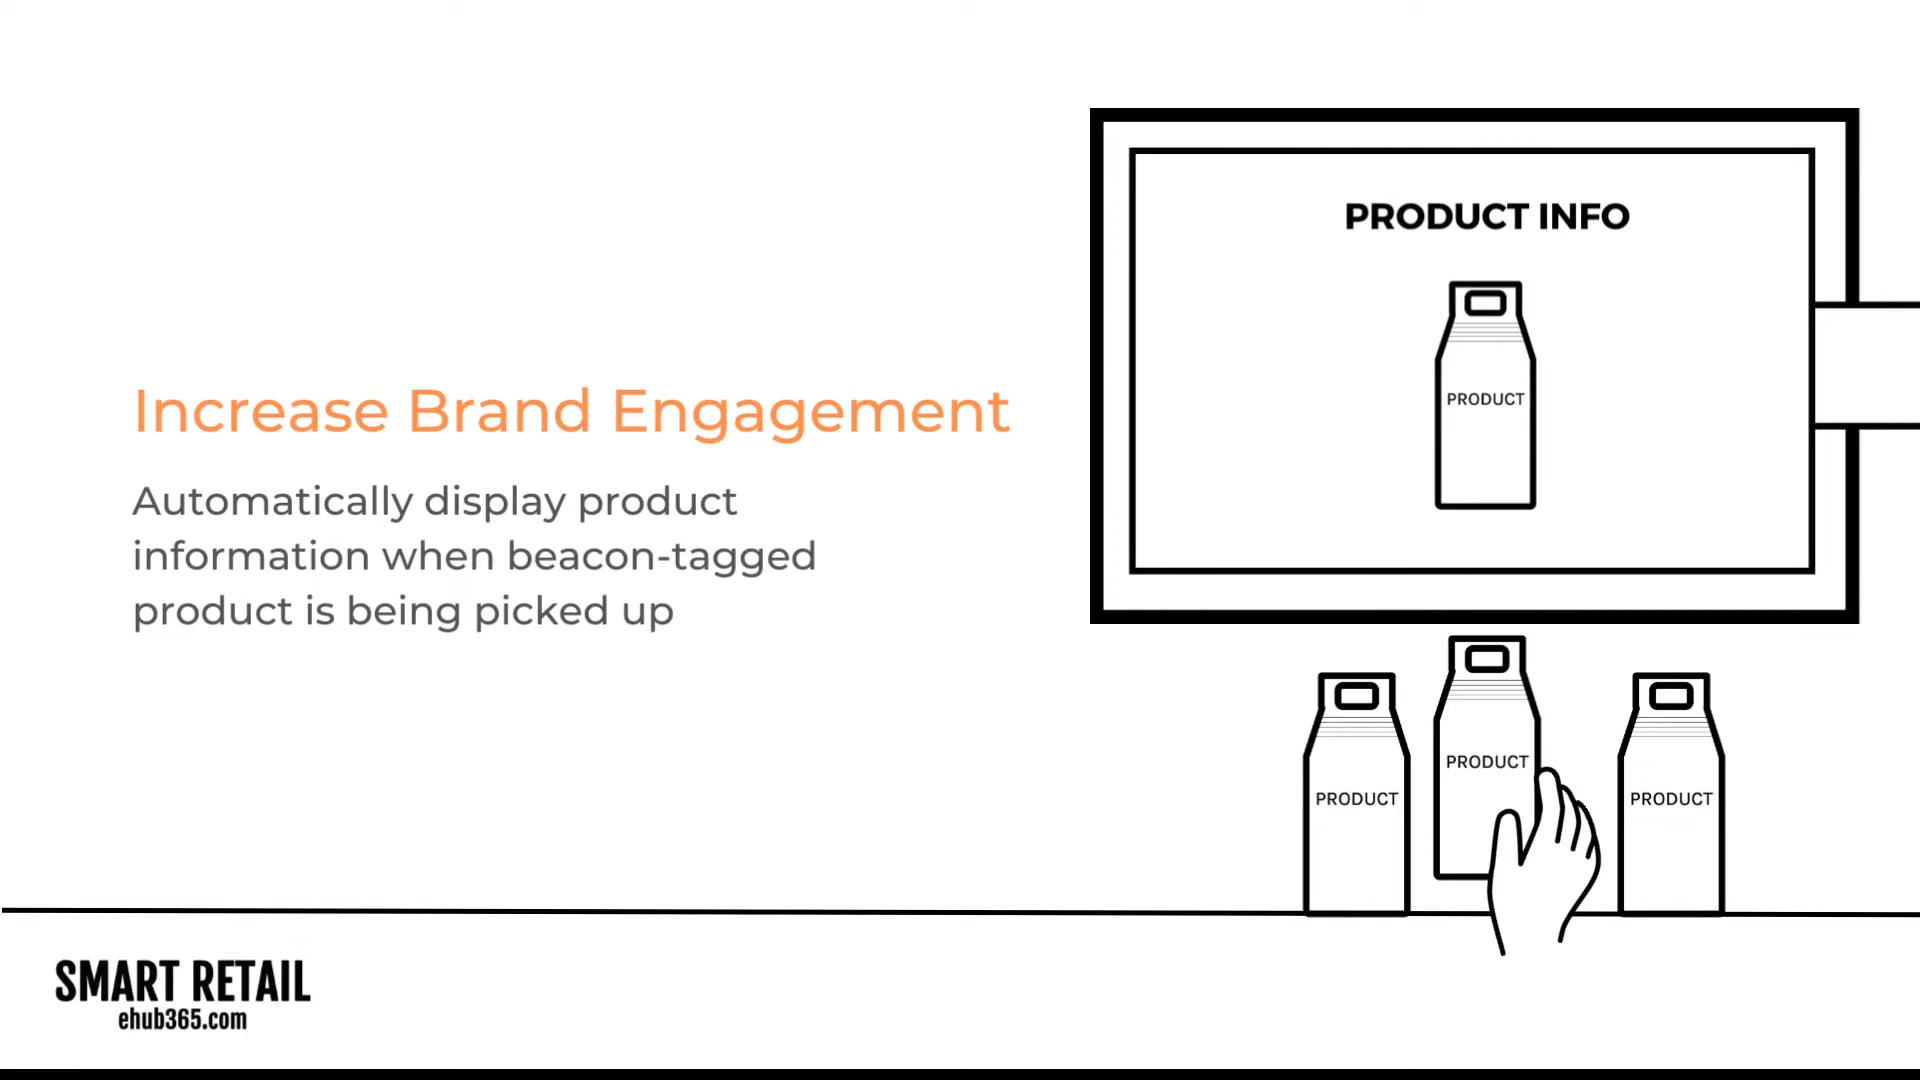 Increase Brand Engagement
Automatically display product
information when beacon-tagged
product is being picked up
PRODUCT INFO
PRODUCT
PRODUCT
PRODUCT
PRODUCT
SMART RETAIL
ehub365.com